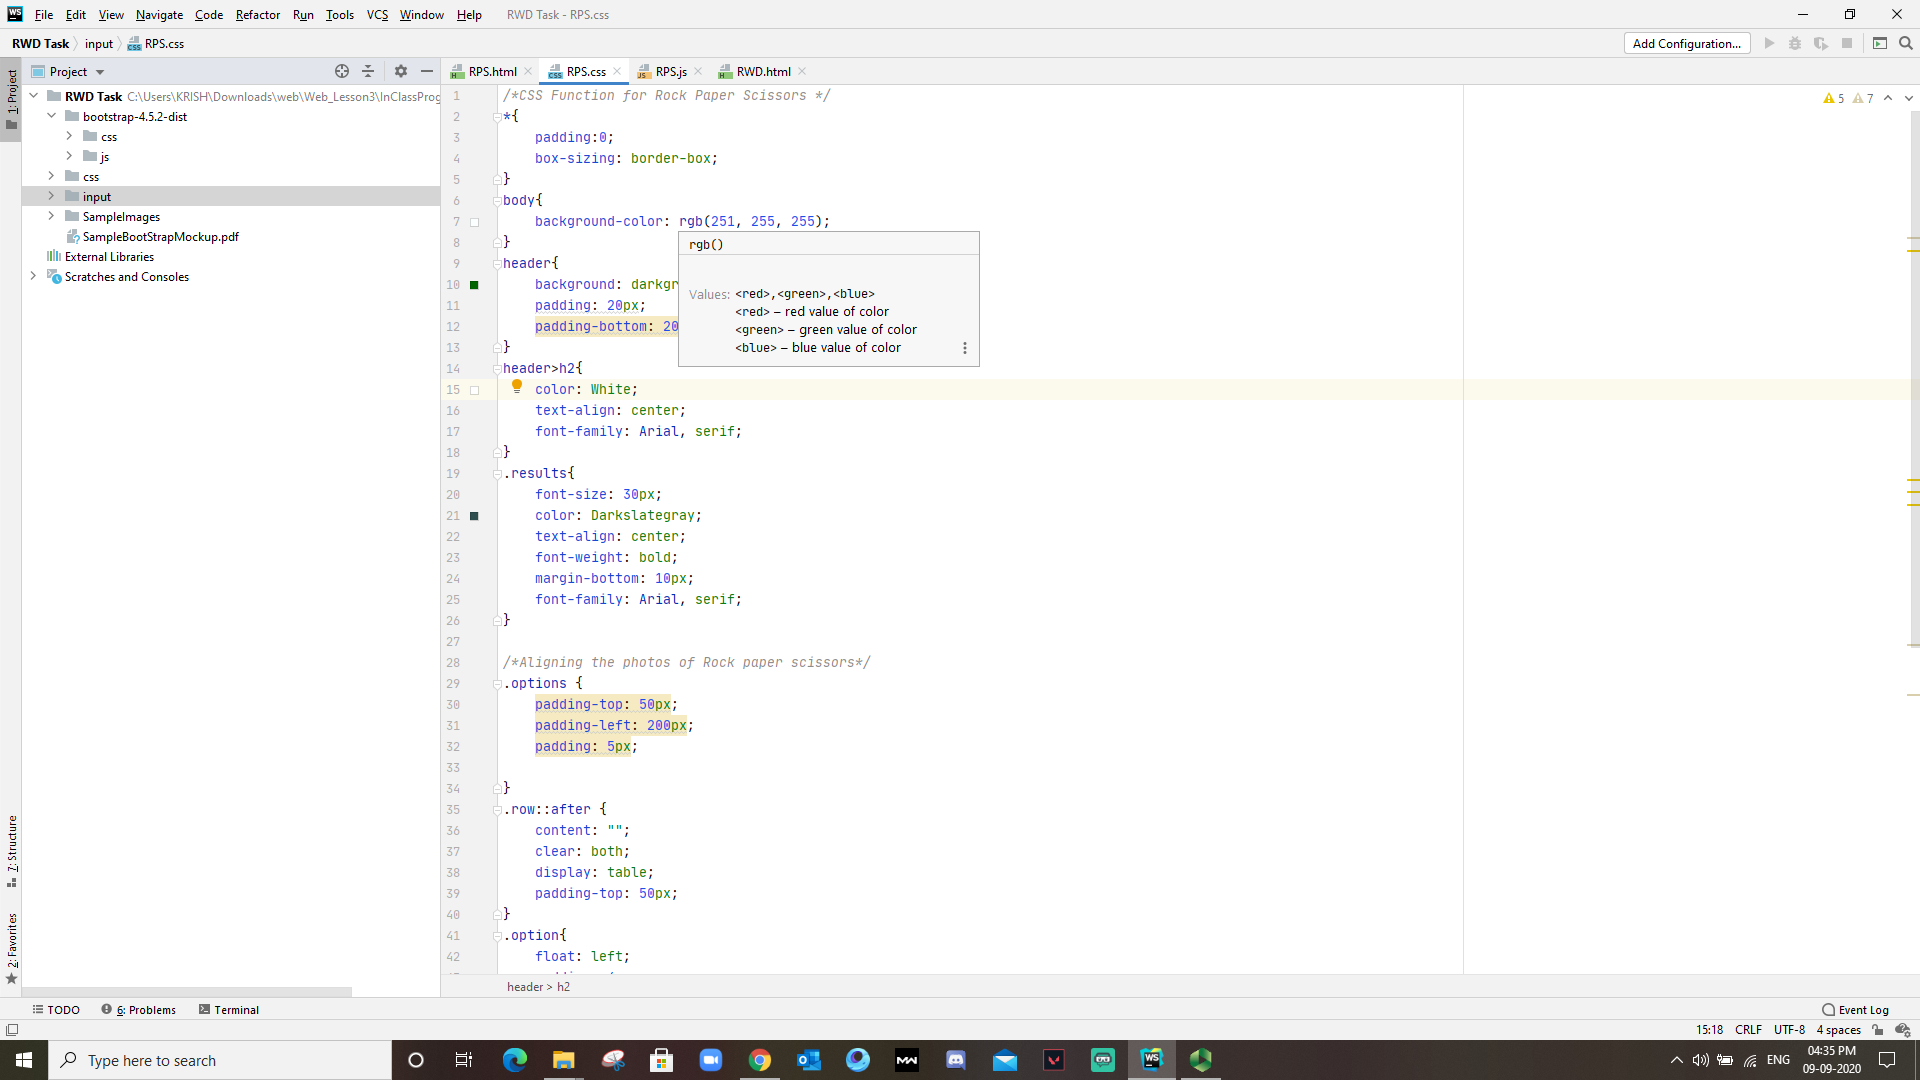 File Edit View Navigate Code Refactor Run Tools VCS Window Help RWD Task - RPS.css
RWD Task input RPS.css Add Configuration...
1: Project
Project
RPS.html RPS.css RPS.js RWD.html
RWD Task C:\Users\KRISH\Downloads\web\Web_Lesson3\InClassProg
bootstrap-4.5.2-dist
css
js
css
input
SampleImages
SampleBootStrapMockup.pdf
External Libraries
Scratches and Consoles
7: Structure
2: Favorites
5 7
1 /*CSS Function for Rock Paper Scissors */
2 *{
3 padding:0;
4 box-sizing: border-box;
5 }
6 body{
7 background-color: rgb(251, 255, 255);
8 }
9 header{
10 background: darkgr
11 padding: 20px;
12 padding-bottom: 20
13 }
rgb()
Values: <red>,<green>,<blue>
<red> – red value of color
<green> – green value of color
<blue> – blue value of color
14 header>h2{
15 color: White;
16 text-align: center;
17 font-family: Arial, serif;
18 }
19 .results{
20 font-size: 30px;
21 color: Darkslategray;
22 text-align: center;
23 font-weight: bold;
24 margin-bottom: 10px;
25 font-family: Arial, serif;
26 }
27
28 /*Aligning the photos of Rock paper scissors*/
29 .options {
30 padding-top: 50px;
31 padding-left: 200px;
32 padding: 5px;
33
34 }
35 .row::after {
36 content: "";
37 clear: both;
38 display: table;
39 padding-top: 50px;
40 }
41 .option{
42 float: left;
header > h2
TODO 6: Problems Terminal Event Log
15:18 CRLF UTF-8 4 spaces
Type here to search
ENG
04:35 PM
09-09-2020